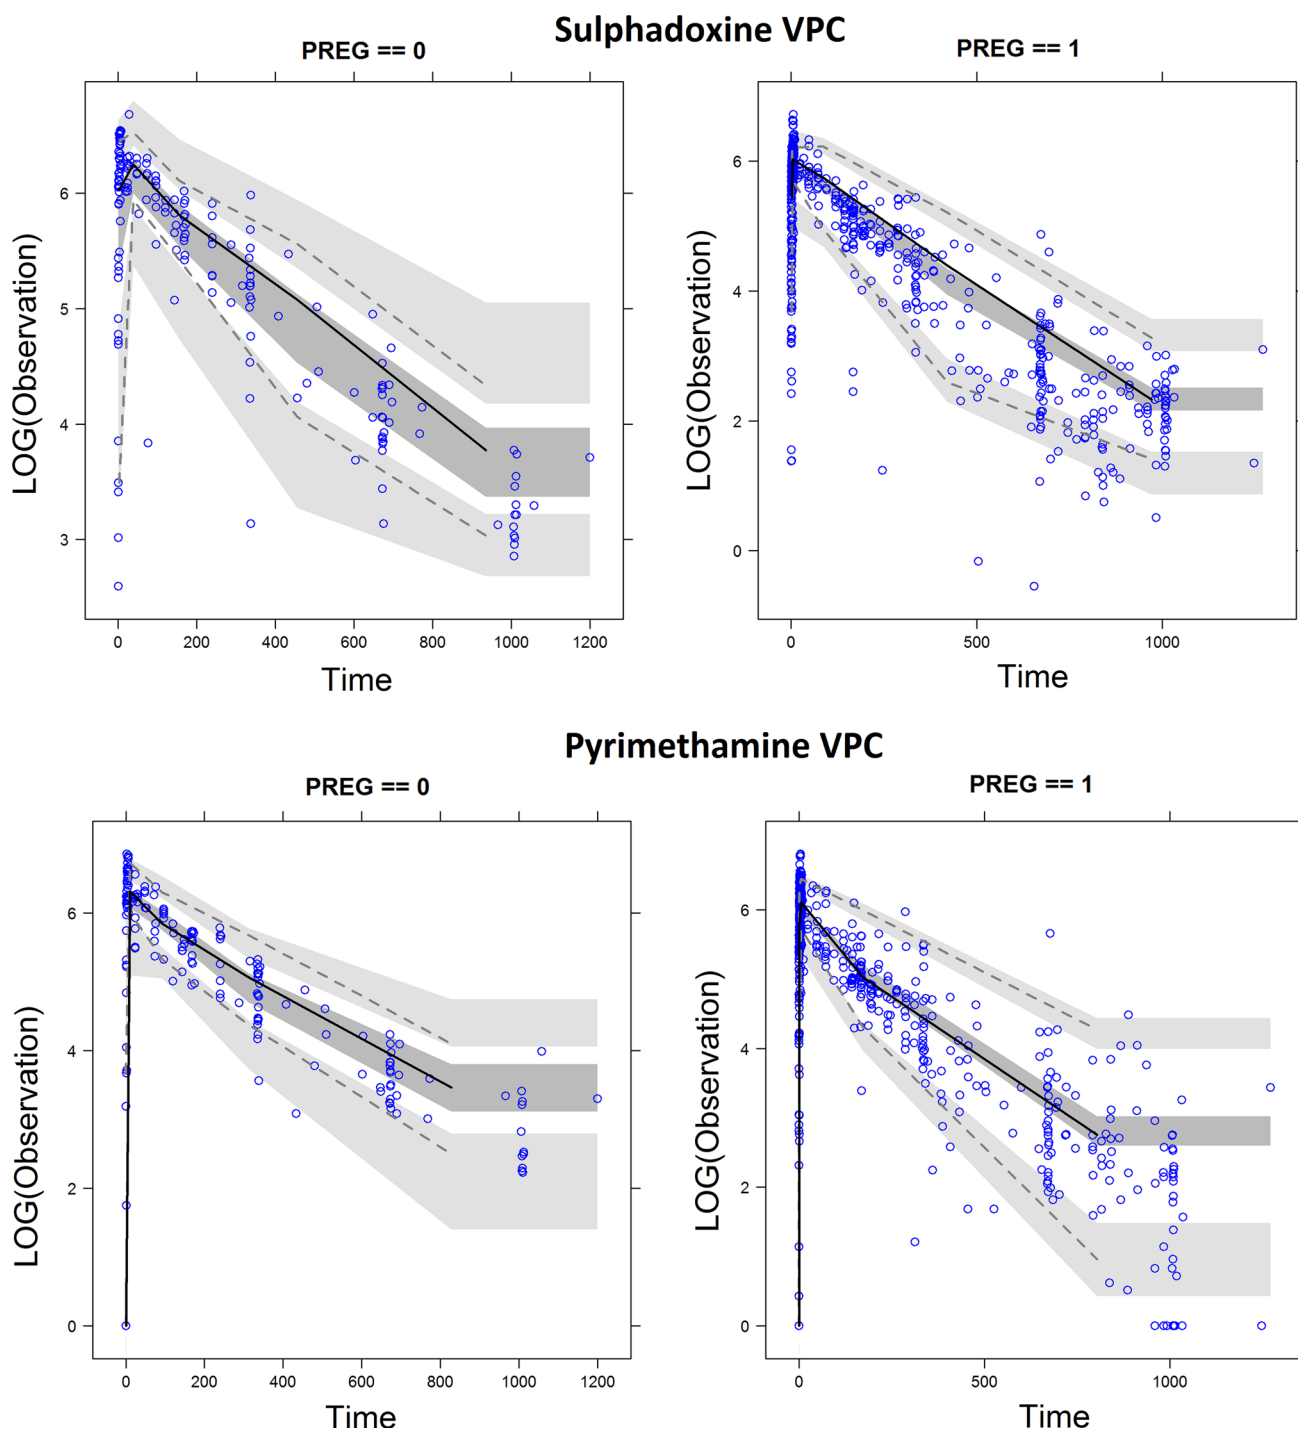 Sulphadoxine VPC
PREG == 0
PREG == 1
LOG(Observation)
6
5
4
3
0 200 400 600 800 1000 1200
Time
LOG(Observation)
6
4
2
0
0 500 1000
Time
Pyrimethamine VPC
PREG == 0
PREG == 1
LOG(Observation)
6
4
2
0
0 200 400 600 800 1000 1200
Time
LOG(Observation)
6
4
2
0
0 500 1000
Time